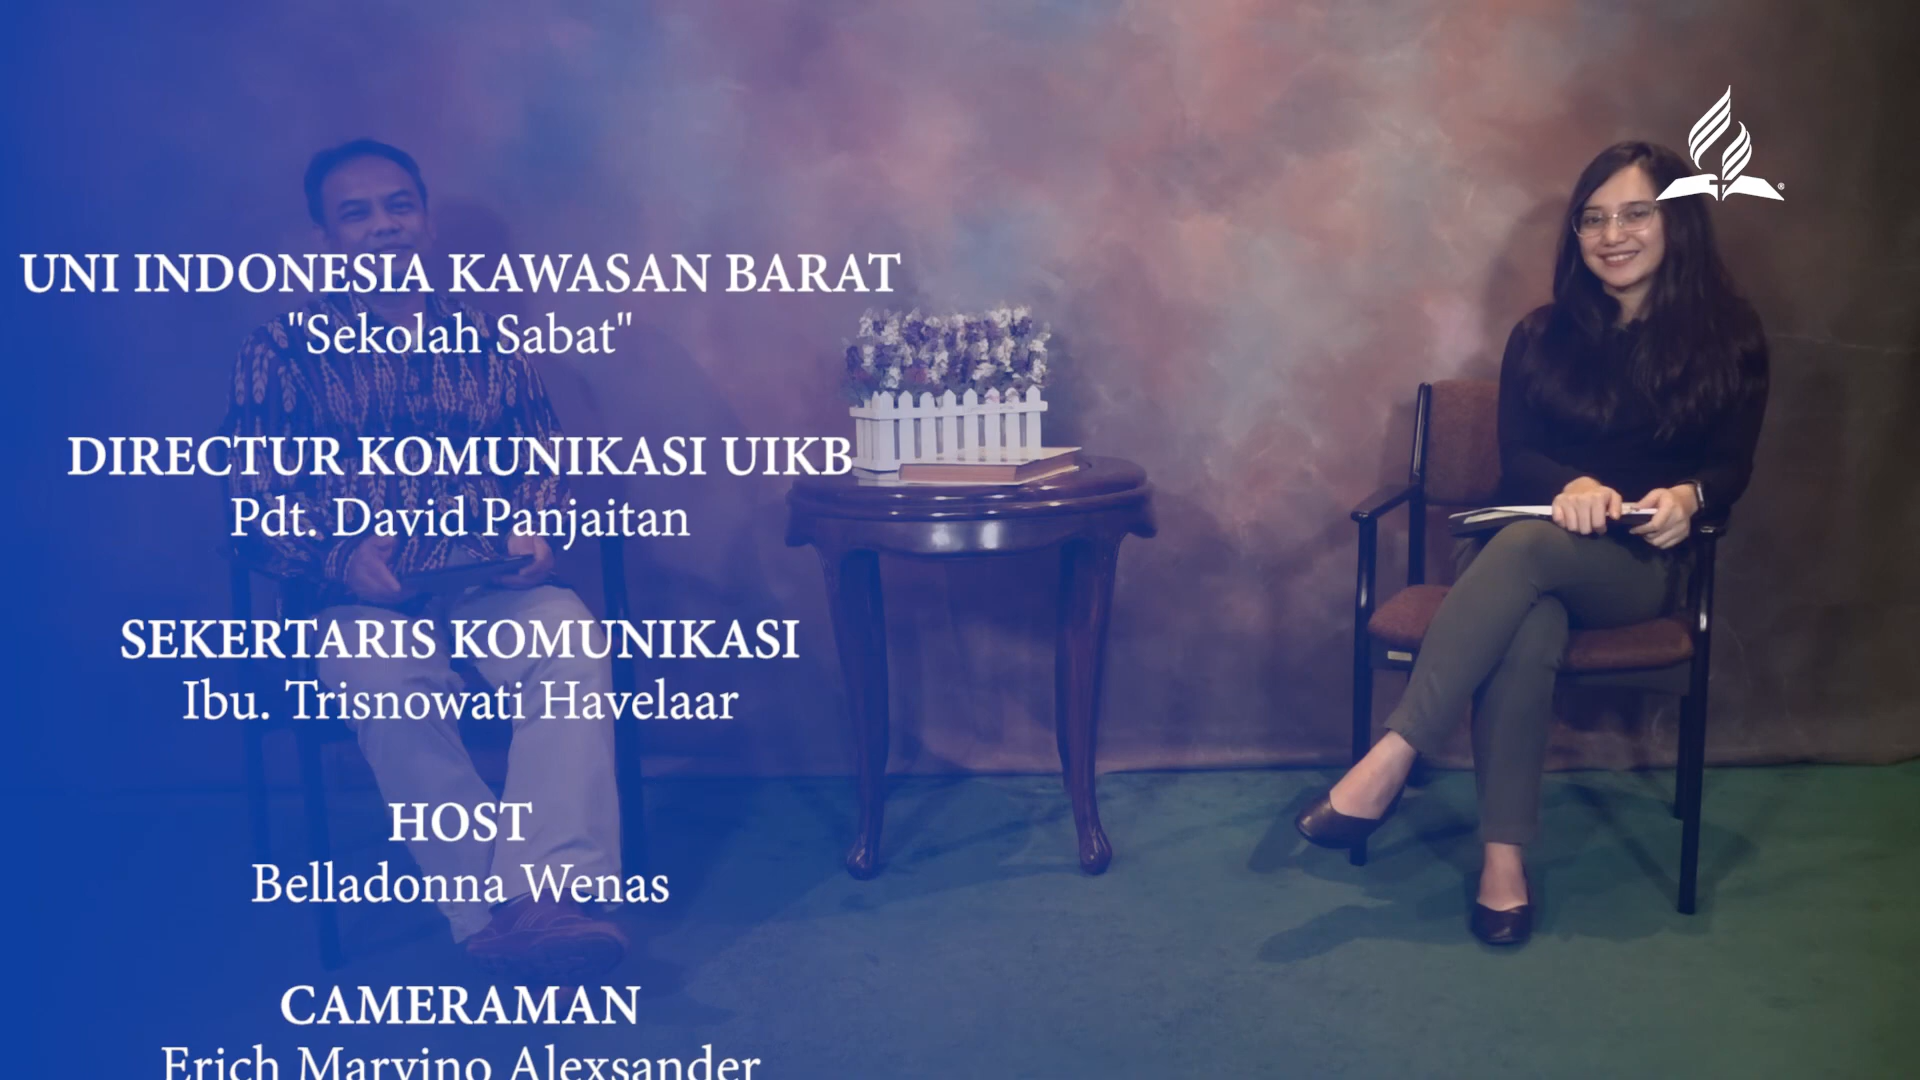 UNI INDONESIA KAWASAN BARAT
"Sekolah Sabat"
DIRECTUR KOMUNIKASI UIKB
Pdt. David Panjaitan
SEKERTARIS KOMUNIKASI
Ibu. Trisnowati Havelaar
HOST
Belladonna Wenas
CAMERAMAN
Erich Marvino Alexsander